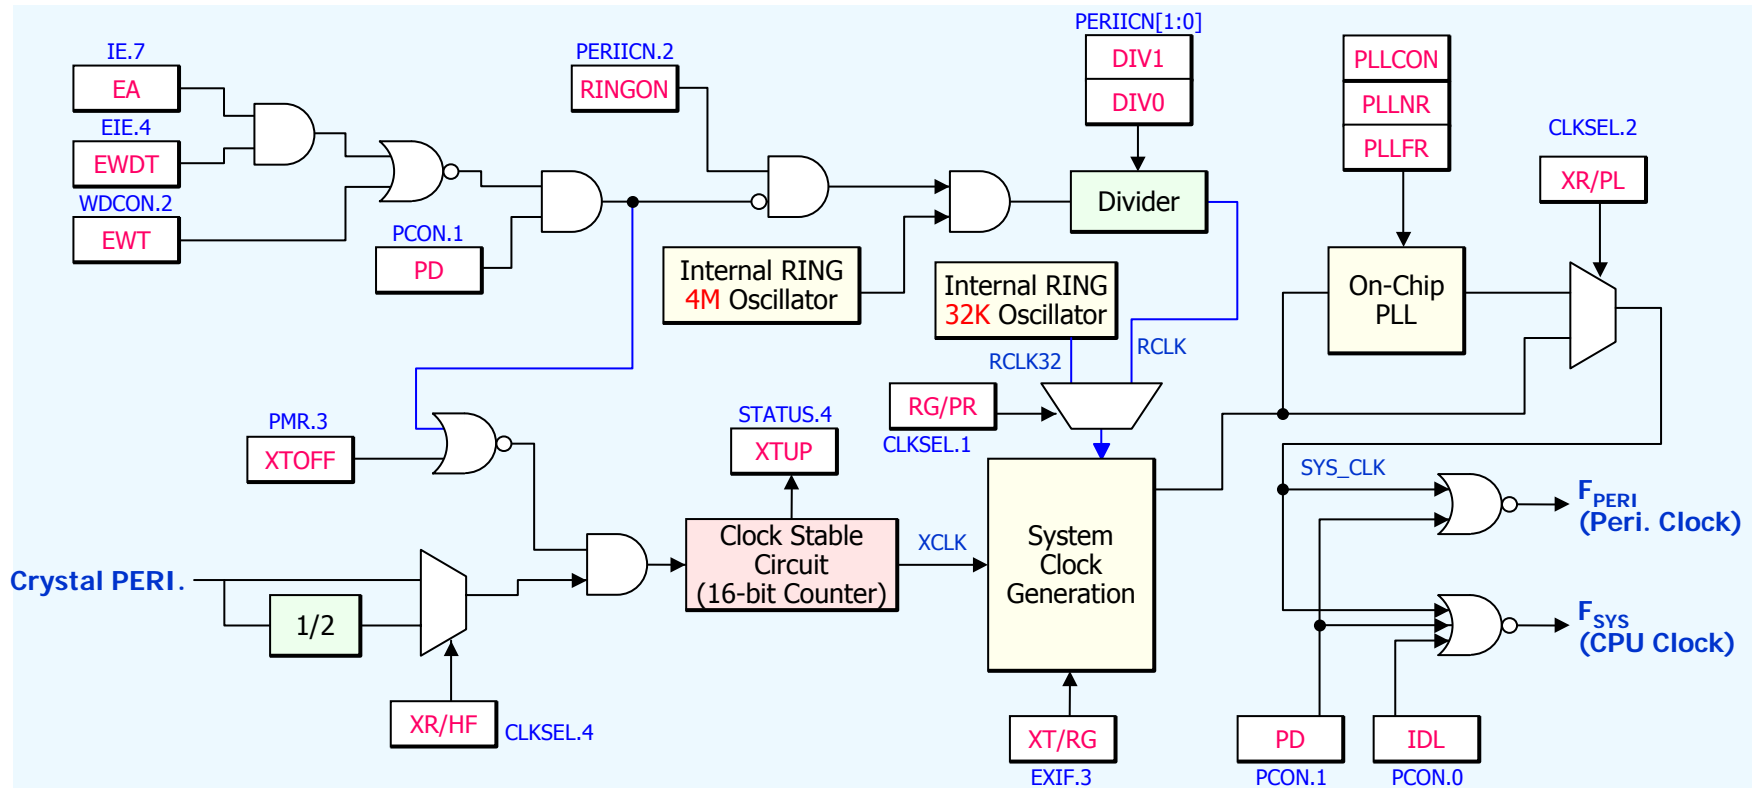 IE.7
EA
EIE.4
EWDT
WDCON.2
EWT
PCON.1
PD
PERIICN.2
RINGON
PERIICN[1:0]
DIV1
DIV0
Divider
PLLCON
PLLNR
PLLFR
CLKSEL.2
XR/PL
Internal RING
4M Oscillator
Internal RING
32K Oscillator
On-Chip
PLL
RCLK32
RCLK
RG/PR
CLKSEL.1
PMR.3
XTOFF
STATUS.4
XTUP
Clock Stable
Circuit
(16-bit Counter)
XCLK
System
Clock
Generation
SYS_CLK
FPERI
(Peri. Clock)
Crystal PERI.
1/2
FSYS
(CPU Clock)
XR/HF
CLKSEL.4
XT/RG
EXIF.3
PD
PCON.1
IDL
PCON.0